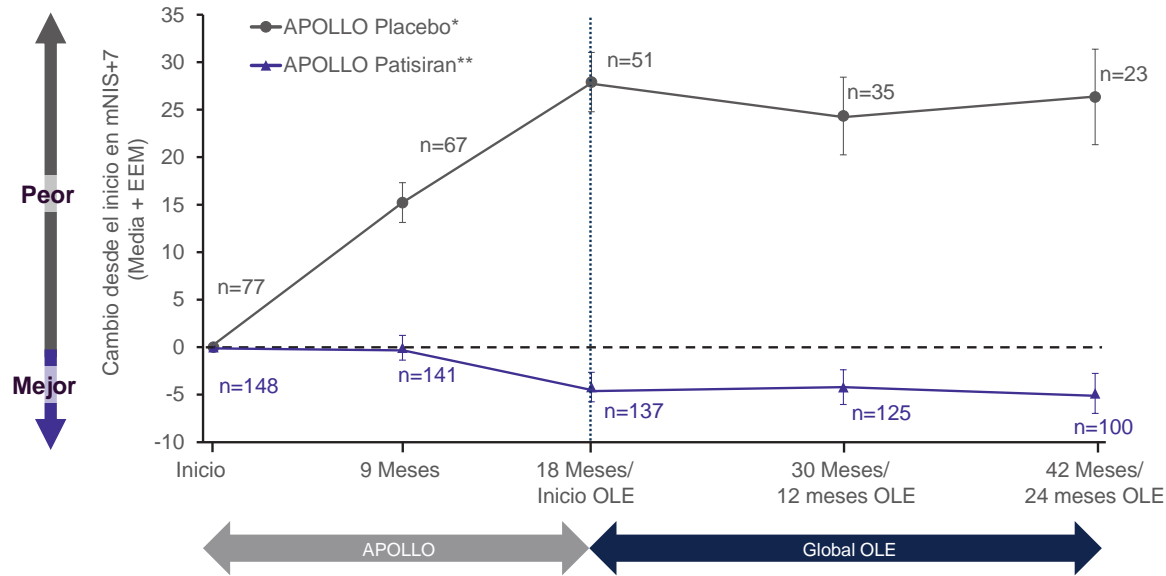 APOLLO Placebo*
APOLLO Patisiran**
Peor
Mejor
Cambio desde el inicio en mNIS+7
(Media + EEM)
35
30
25
20
15
10
5
0
-5
-10
n=77
n=67
n=51
n=35
n=23
n=148
n=141
n=137
n=125
n=100
Inicio
9 Meses
18 Meses/
Inicio OLE
30 Meses/
12 meses OLE
42 Meses/
24 meses OLE
APOLLO
Global OLE